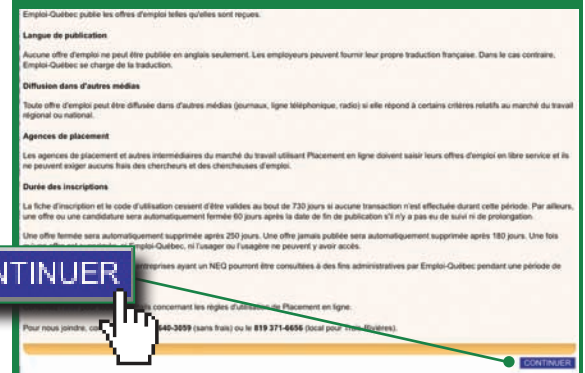 Emploi-Québec publie les offres d'emploi telles qu'elles sont reçues.
Langue de publication
Aucune offre d'emploi ne peut être publiée en anglais seulement. Les employeurs peuvent fournir leur propre traduction française. Dans le cas contraire,
Emploi-Québec se charge de la traduction.
Diffusion dans d'autres médias
Toute offre d'emploi peut être diffusée dans d'autres médias (journaux, ligne téléphonique, radio) si elle répond à certains critères relatifs au marché du travail
régional ou national.
Agences de placement
Les agences de placement et autres intermédiaires du marché du travail utilisant Placement en ligne doivent saisir leurs offres d'emploi en libre service et ils
ne peuvent exiger aucuns frais des chercheurs et des chercheuses d'emploi.
Durée des inscriptions
La fiche d'inscription et le code d'utilisation cessent d'être valides au bout de 730 jours si aucune transaction n'est effectuée durant cette période. Par ailleurs,
une offre ou une candidature sera automatiquement fermée 60 jours après la date de fin de publication s'il n'y a pas eu de suivi ni de prolongation.
Une offre fermée sera automatiquement supprimée après 250 jours. Une offre jamais publiée sera automatiquement supprimée après 180 jours. Une fois
Emploi-Québec, ni l'usager ou l'usagère ne peuvent y avoir accès.
NTINUER
entreprises ayant un NEQ pourront être consultées à des fins administratives par Emploi-Québec pendant une période de
concernant les règles d'utilisation de Placement en ligne.
Pour nous joindre, 640-3059 (sans frais) ou le 819 371-6656 (local pour Trois-Rivières).
CONTINUER